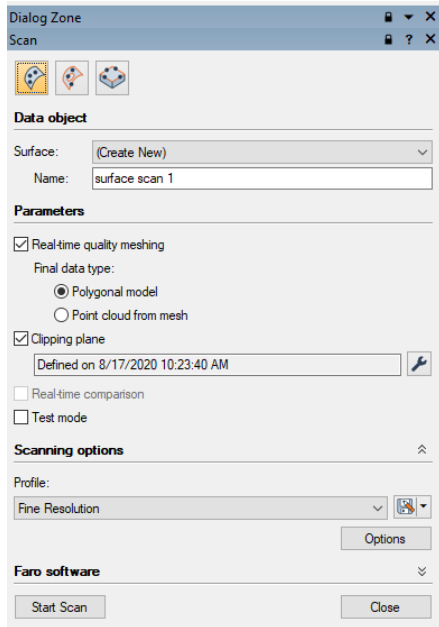 Dialog Zone
Scan
?
Data object
Surface: (Create New)
Name: surface scan 1
Parameters
Real-time quality meshing
Final data type:
Polygonal model
Point cloud from mesh
Clipping plane
Defined on 8/17/2020 10:23:40 AM
Real-time comparison
Test mode
Scanning options
Profile:
Fine Resolution
Options
Faro software
Start Scan Close